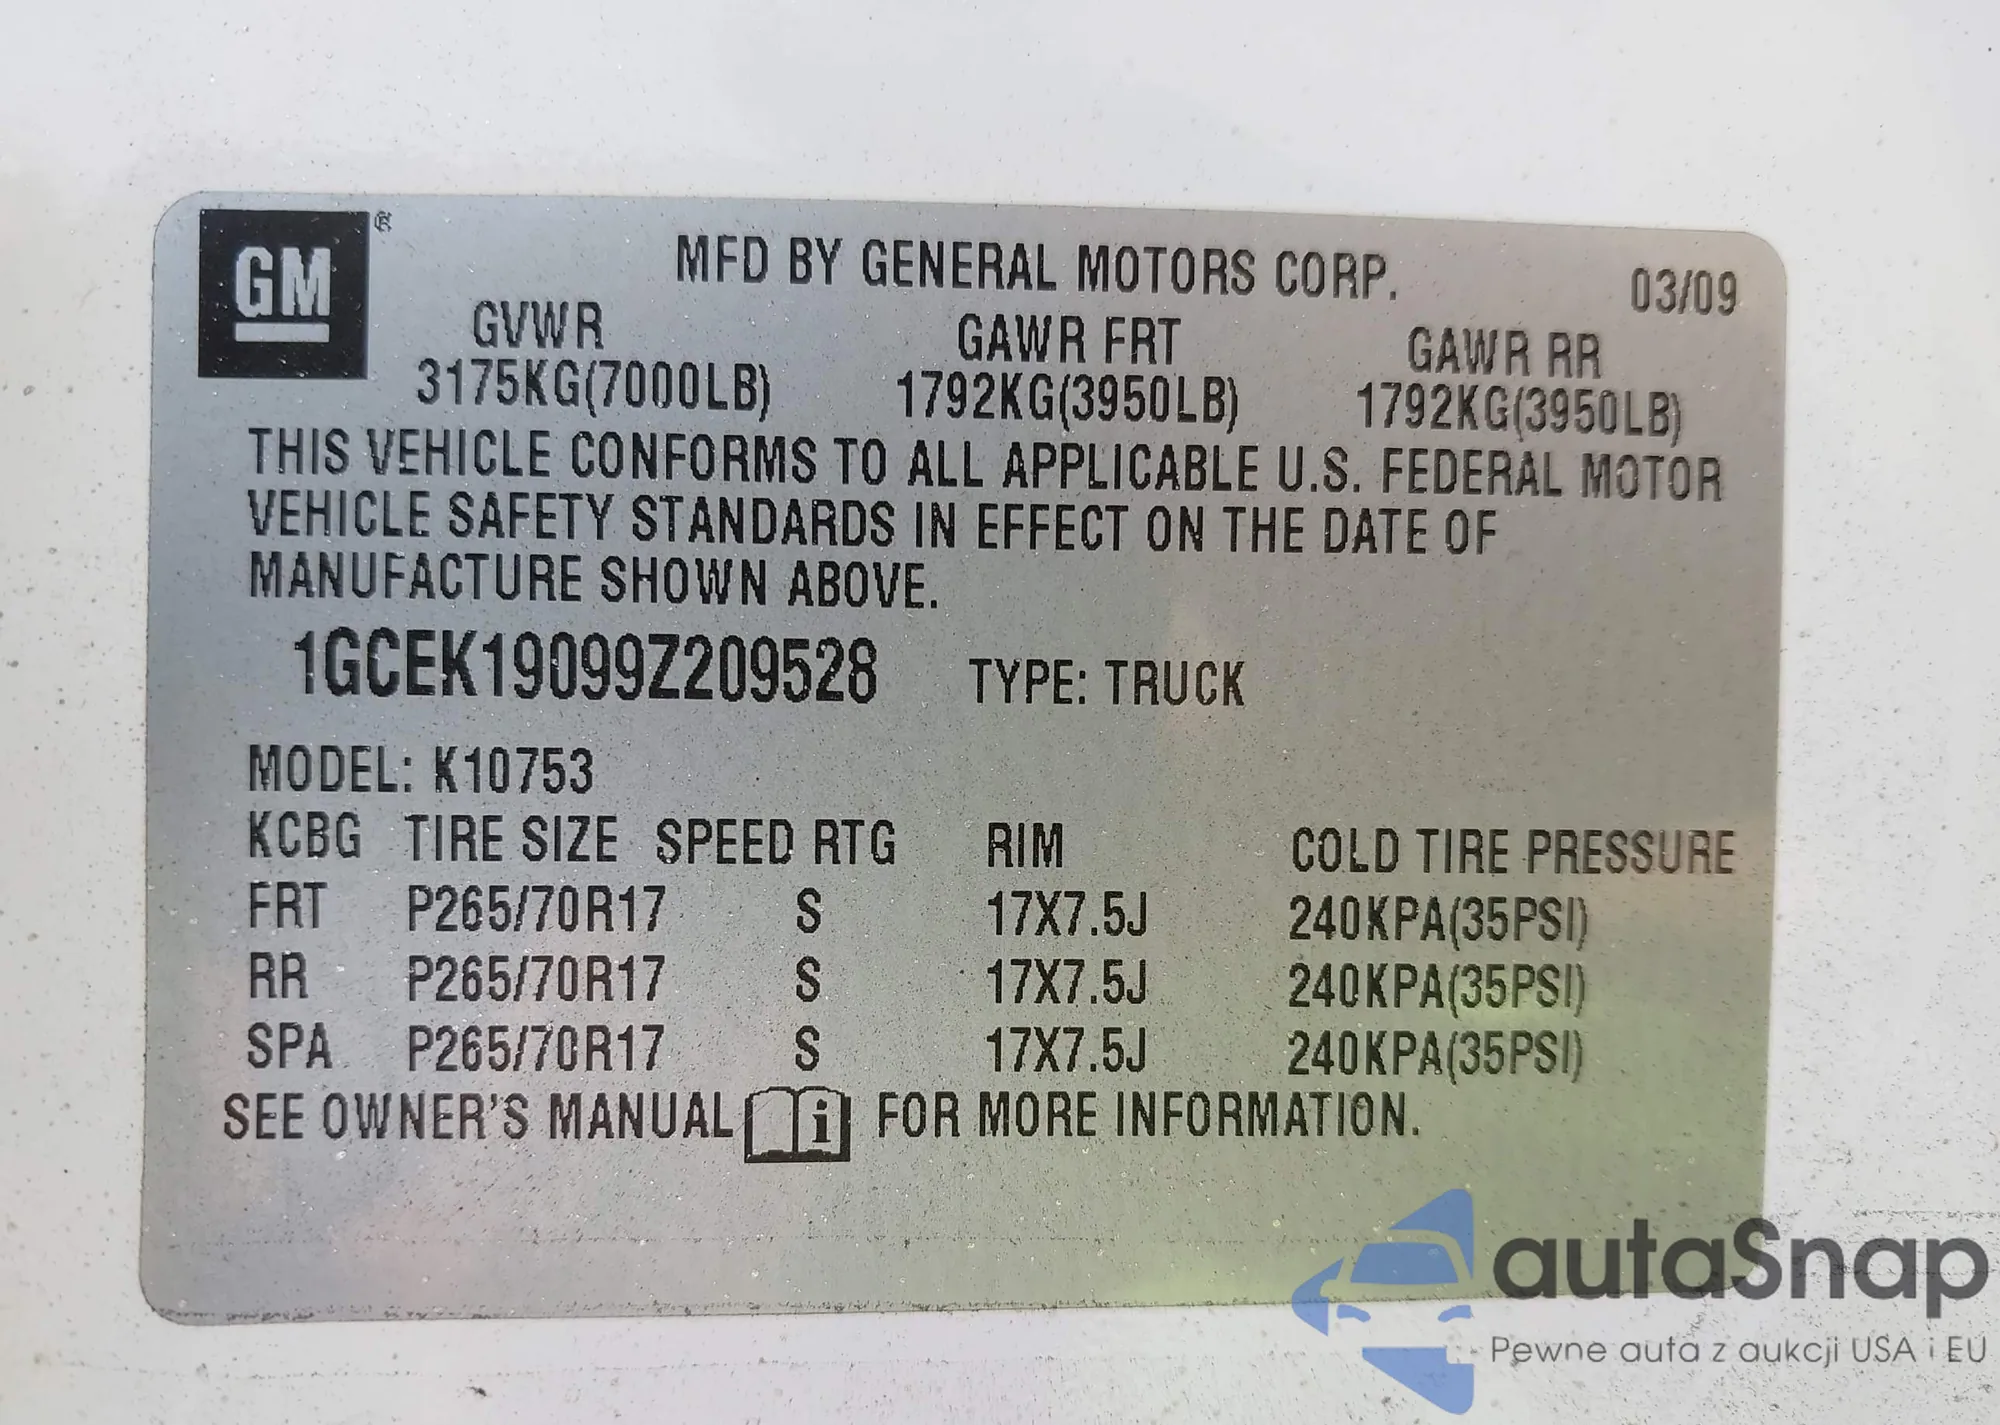 GM ®
MFD BY GENERAL MOTORS CORP. 03/09
GVWR GAWR FRT GAWR RR
3175KG(7000LB) 1792KG(3950LB) 1792KG(3950LB)
THIS VEHICLE CONFORMS TO ALL APPLICABLE U.S. FEDERAL MOTOR
VEHICLE SAFETY STANDARDS IN EFFECT ON THE DATE OF
MANUFACTURE SHOWN ABOVE.
1GCEK19099Z209528 TYPE: TRUCK
MODEL: K10753
KCBG TIRE SIZE SPEED RTG RIM COLD TIRE PRESSURE
FRT P265/70R17 S 17X7.5J 240KPA(35PSI)
RR P265/70R17 S 17X7.5J 240KPA(35PSI)
SPA P265/70R17 S 17X7.5J 240KPA(35PSI)
SEE OWNER'S MANUAL i FOR MORE INFORMATION.
autaSnap
Pewne auta z aukcji USA i EU